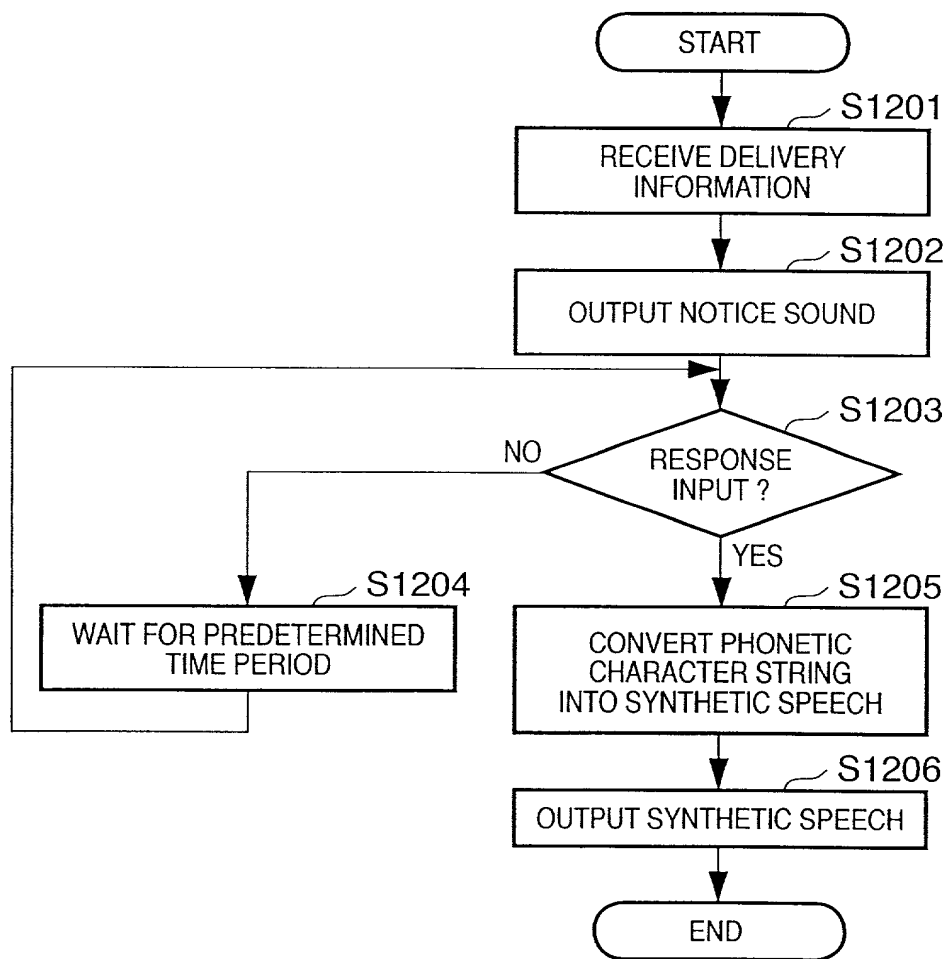 START
S1201
RECEIVE DELIVERY
INFORMATION
S1202
OUTPUT NOTICE SOUND
S1203
NO
RESPONSE
INPUT ?
YES
S1204
WAIT FOR PREDETERMINED
TIME PERIOD
S1205
CONVERT PHONETIC
CHARACTER STRING
INTO SYNTHETIC SPEECH
S1206
OUTPUT SYNTHETIC SPEECH
END